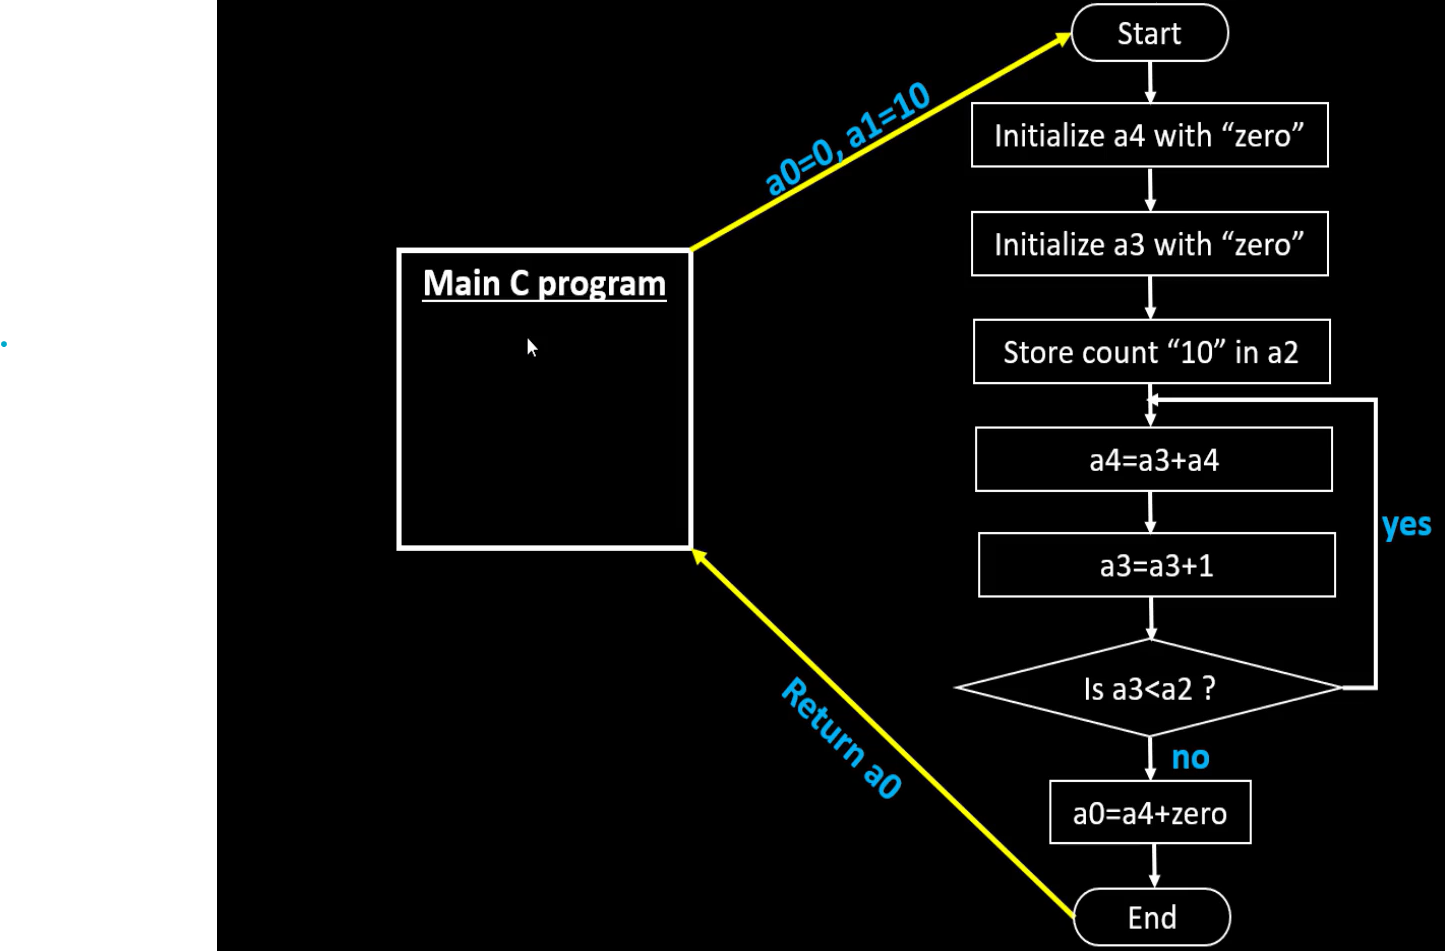 Start
a0=0, a1=10
Initialize a4 with “zero”
Initialize a3 with “zero”
Main C program
Store count “10” in a2
a4=a3+a4
yes
a3=a3+1
Is a3<a2 ?
no
Return a0
a0=a4+zero
End